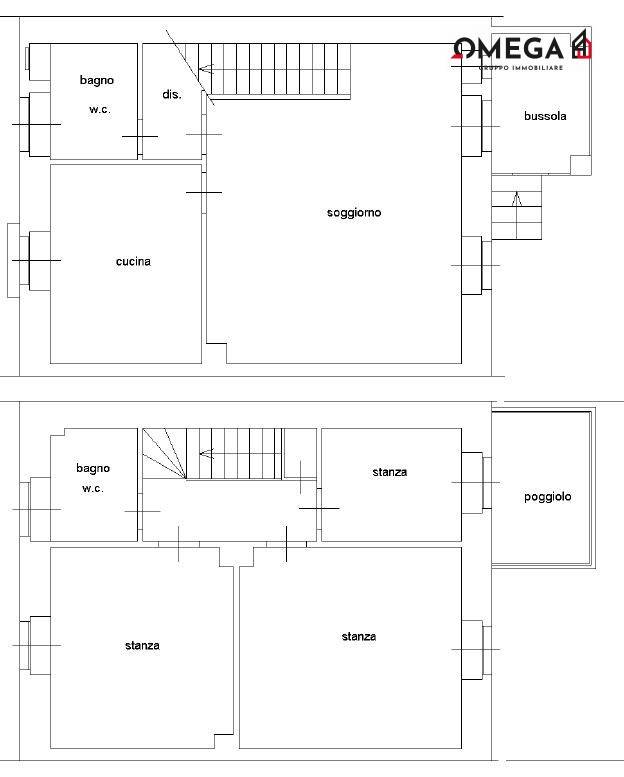 OMEGA
GRUPPO IMMOBILIARE
bagno
w.c.
dis.
bussola
soggiorno
cucina
bagno
w.c.
stanza
poggiolo
stanza
stanza